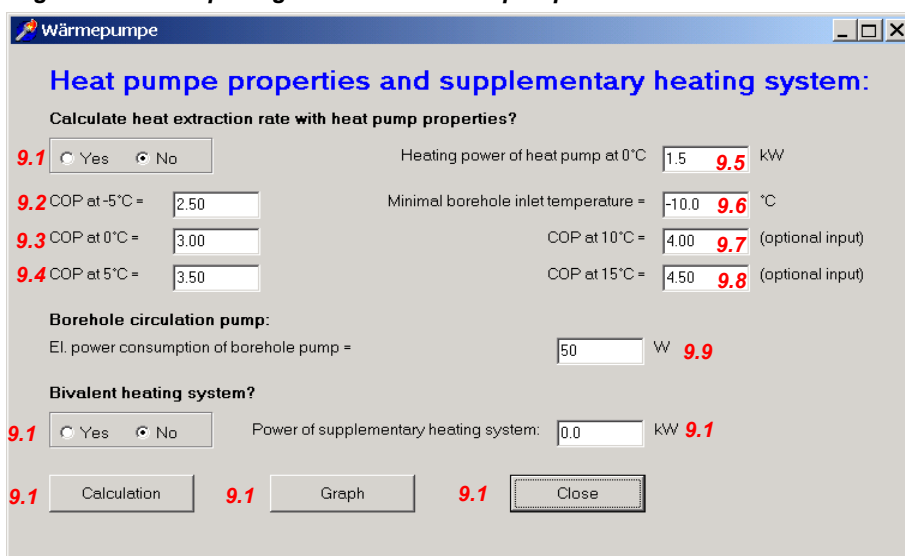 Wärmepumpe
Heat pumpe properties and supplementary heating system:
Calculate heat extraction rate with heat pump properties?
9.1 Yes No Heating power of heat pump at 0°C 1.5 9.5 kW
9.2 COP at -5°C = 2.50 Minimal borehole inlet temperature = -10.0 9.6 °C
9.3 COP at 0°C = 3.00 COP at 10°C = 4.00 9.7 (optional input)
9.4 COP at 5°C = 3.50 COP at 15°C = 4.50 9.8 (optional input)
Borehole circulation pump:
El. power consumption of borehole pump = 50 W 9.9
Bivalent heating system?
9.1 Yes No Power of supplementary heating system: 0.0 kW 9.1
9.1 Calculation 9.1 Graph 9.1 Close